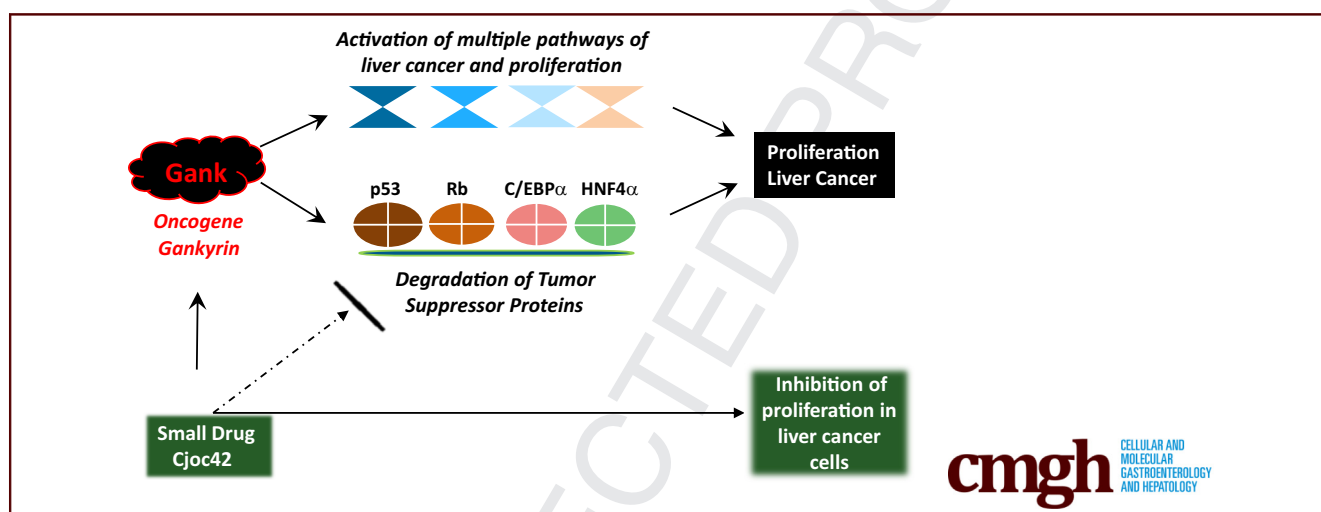 Activation of multiple pathways of
liver cancer and proliferation
Gank
Oncogene
Gankyrin
p53 Rb C/EBPα HNF4α
Degradation of Tumor
Suppressor Proteins
Proliferation
Liver Cancer
Small Drug
Cjoc42
Inhibition of
proliferation in
liver cancer
cells
cmgh
CELLULAR AND
MOLECULAR
GASTROENTEROLOGY
AND HEPATOLOGY
ECTED PRO